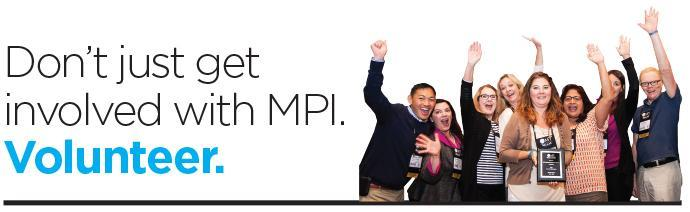 Don't just get
involved with MPI.
Volunteer.